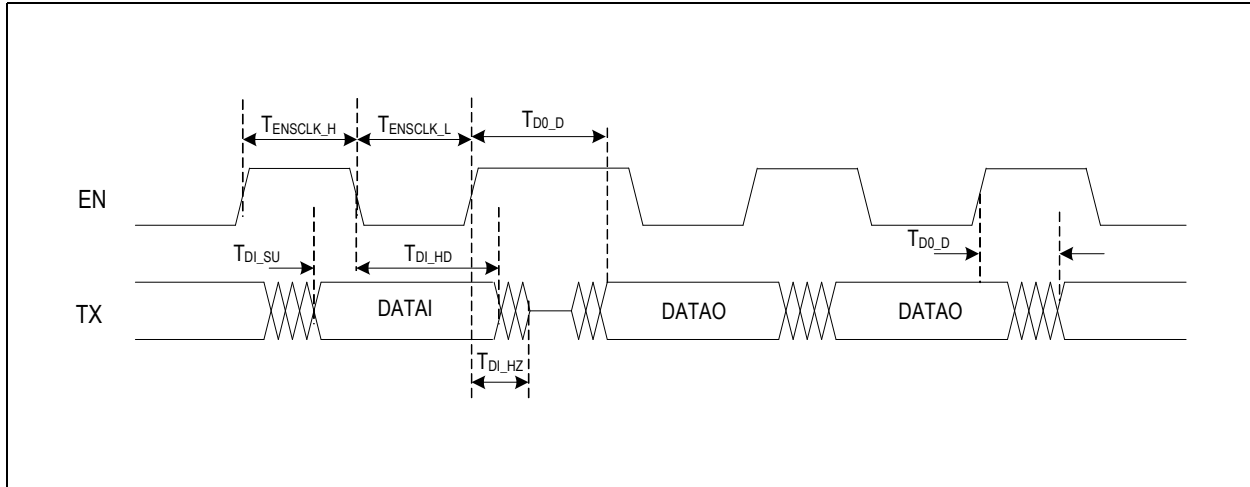 TENSCLK_H TENSCLK_L TD0_D
EN
TDI_SU TDI_HD TD0_D
TX DATAI DATAO DATAO
TDI_HZ